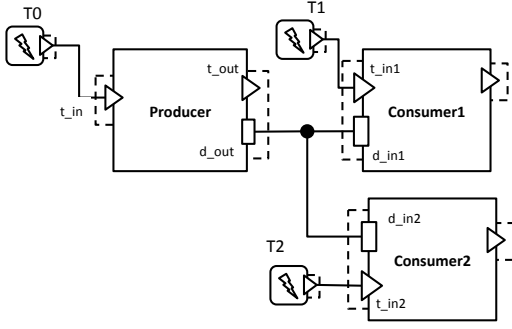 T0
T1
t_out
t_in1
t_in
Producer
Consumer1
d_out
d_in1
d_in2
T2
Consumer2
t_in2